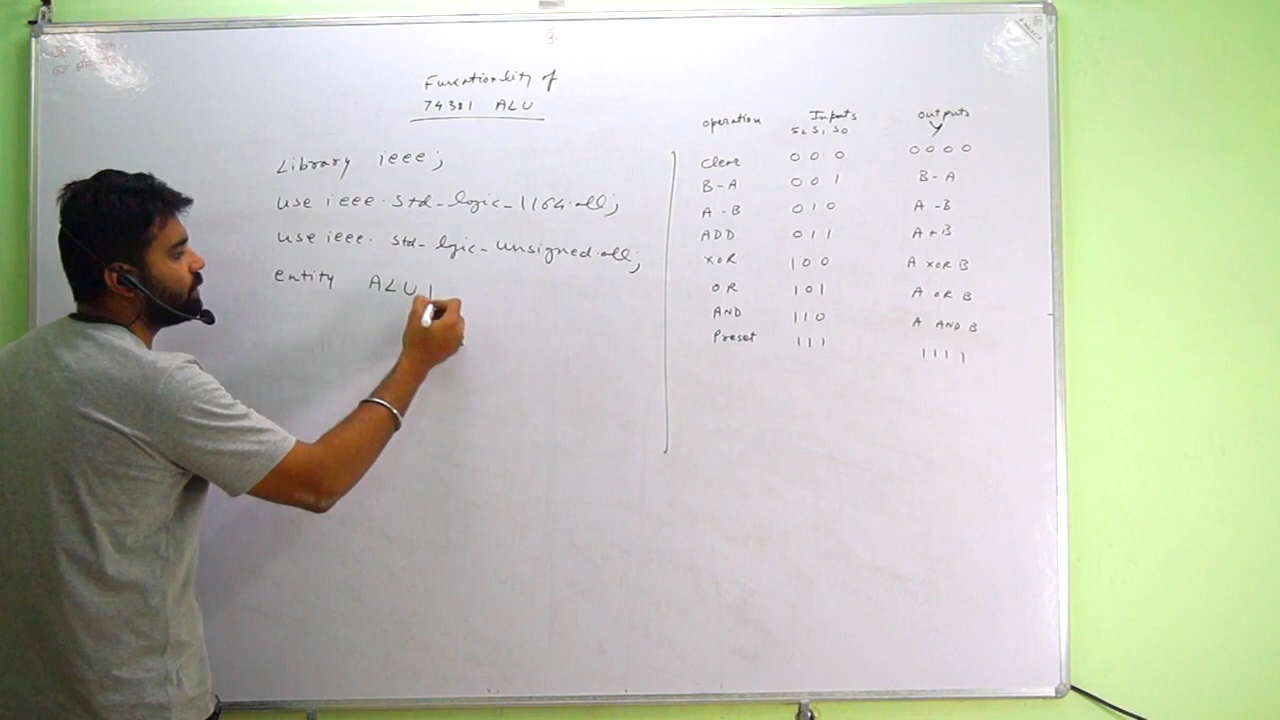 Functionality of
74381 ALU
Library ieee;
use ieee.std_logic_1164.all;
use ieee.std_logic_unsigned.all;
entity ALU
operation Inputs outputs
S2 S1 S0 Y
Clear 0 0 0 0 0 0 0
B-A 0 0 1 B-A
A-B 0 1 0 A-B
ADD 0 1 1 A+B
XOR 1 0 0 A XOR B
OR 1 0 1 A OR B
AND 1 1 0 A AND B
Preset 1 1 1 1 1 1 1